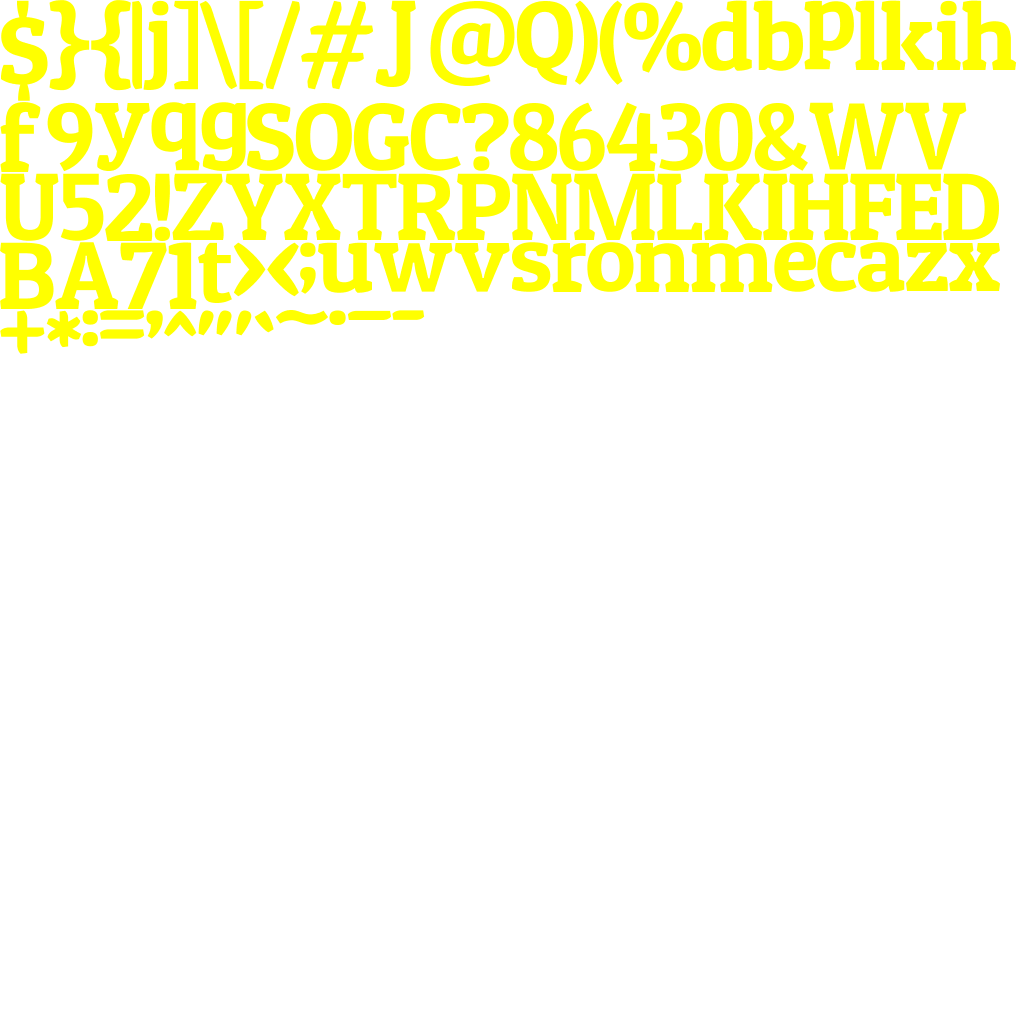 $}{|j]\[/#J@Q)(%dbplkih
f9yqgSOGC?86430&WV
U52!ZYXTRPNMLKIHFED
BA71t><;uwvsronmecazx
+*:=,^"'`~.—-